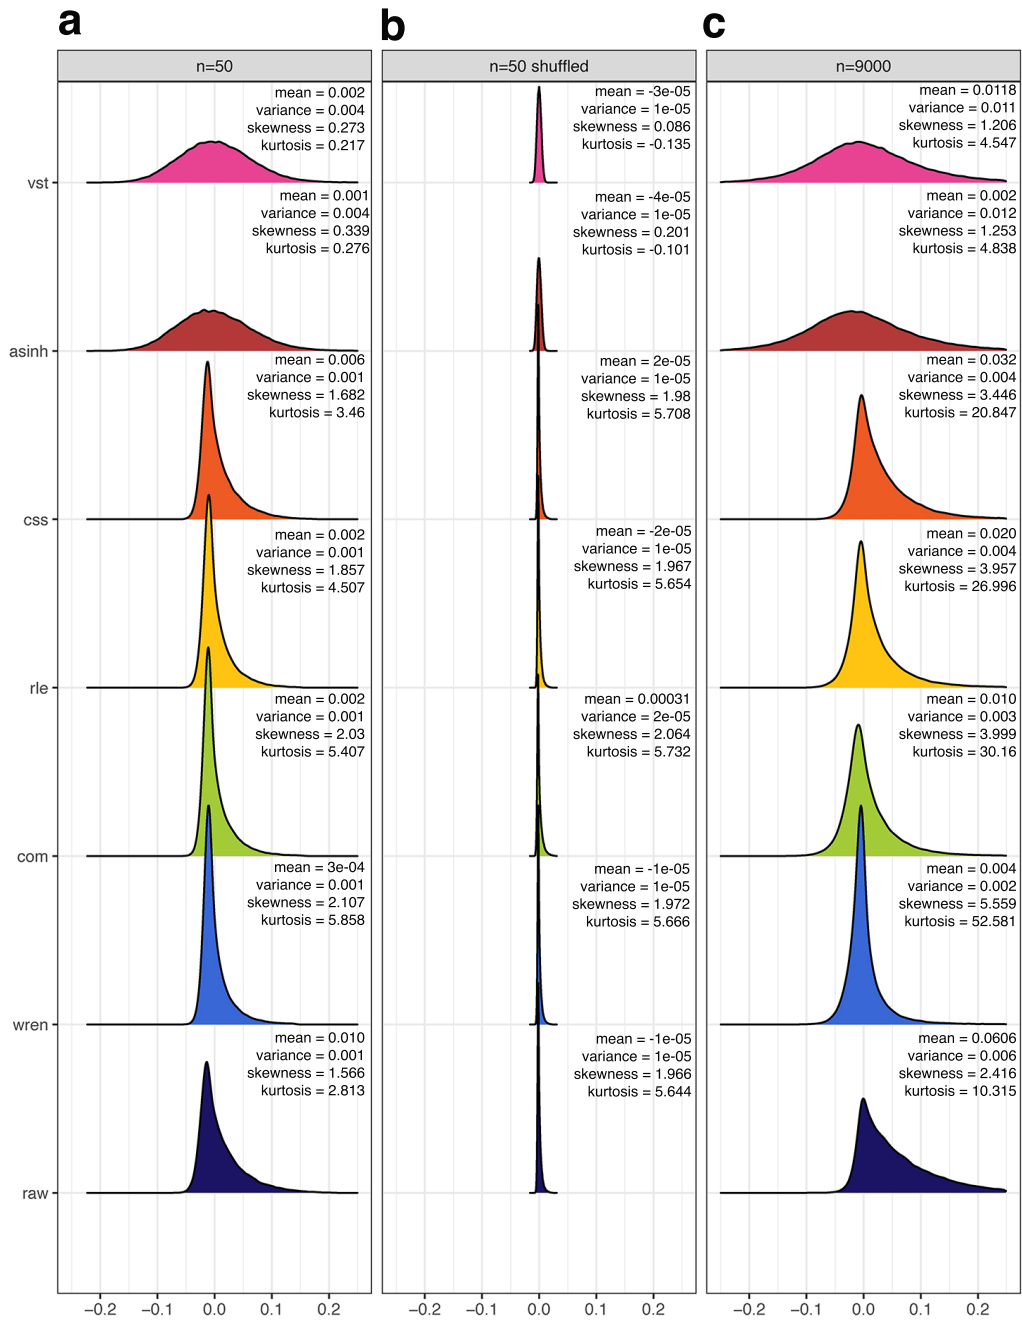 a
n=50
mean = 0.002
variance = 0.004
skewness = 0.273
kurtosis = 0.217
vst
mean = 0.001
variance = 0.004
skewness = 0.339
kurtosis = 0.276
asinh
mean = 0.006
variance = 0.001
skewness = 1.682
kurtosis = 3.46
css
mean = 0.002
variance = 0.001
skewness = 1.857
kurtosis = 4.507
rle
mean = 0.002
variance = 0.001
skewness = 2.03
kurtosis = 5.407
com
mean = 3e-04
variance = 0.001
skewness = 2.107
kurtosis = 5.858
wren
mean = 0.010
variance = 0.001
skewness = 1.566
kurtosis = 2.813
raw
−0.2 −0.1 0.0 0.1 0.2
b
n=50 shuffled
mean = -3e-05
variance = 1e-05
skewness = 0.086
kurtosis = -0.135
mean = -4e-05
variance = 1e-05
skewness = 0.201
kurtosis = -0.101
mean = 2e-05
variance = 1e-05
skewness = 1.98
kurtosis = 5.708
mean = -2e-05
variance = 1e-05
skewness = 1.967
kurtosis = 5.654
mean = 0.00031
variance = 2e-05
skewness = 2.064
kurtosis = 5.732
mean = -1e-05
variance = 1e-05
skewness = 1.972
kurtosis = 5.666
mean = -1e-05
variance = 1e-05
skewness = 1.966
kurtosis = 5.644
−0.2 −0.1 0.0 0.1 0.2
c
n=9000
mean = 0.0118
variance = 0.011
skewness = 1.206
kurtosis = 4.547
mean = 0.002
variance = 0.012
skewness = 1.253
kurtosis = 4.838
mean = 0.032
variance = 0.004
skewness = 3.446
kurtosis = 20.847
mean = 0.020
variance = 0.004
skewness = 3.957
kurtosis = 26.996
mean = 0.010
variance = 0.003
skewness = 3.999
kurtosis = 30.16
mean = 0.004
variance = 0.002
skewness = 5.559
kurtosis = 52.581
mean = 0.0606
variance = 0.006
skewness = 2.416
kurtosis = 10.315
−0.2 −0.1 0.0 0.1 0.2